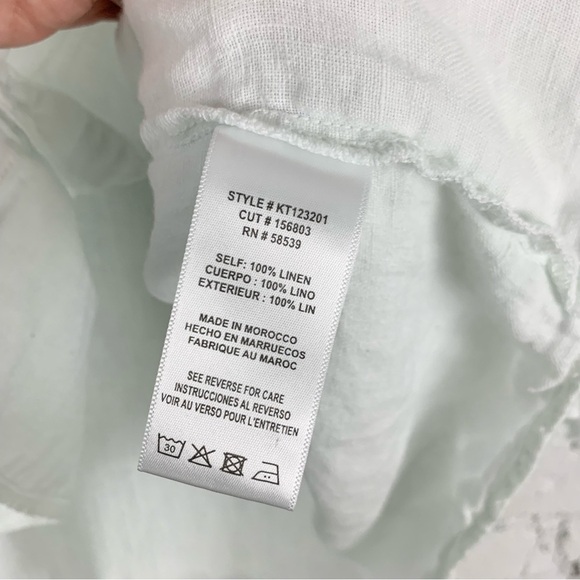 STYLE # KT123201
CUT # 156803
RN # 58539
SELF: 100% LINEN
CUERPO : 100% LINO
EXTERIEUR : 100% LIN
MADE IN MOROCCO
HECHO EN MARRUECOS
FABRIQUE AU MAROC
SEE REVERSE FOR CARE
INSTRUCCIONES AL REVERSO
VOIR AU VERSO POUR L'ENTRETIEN
30